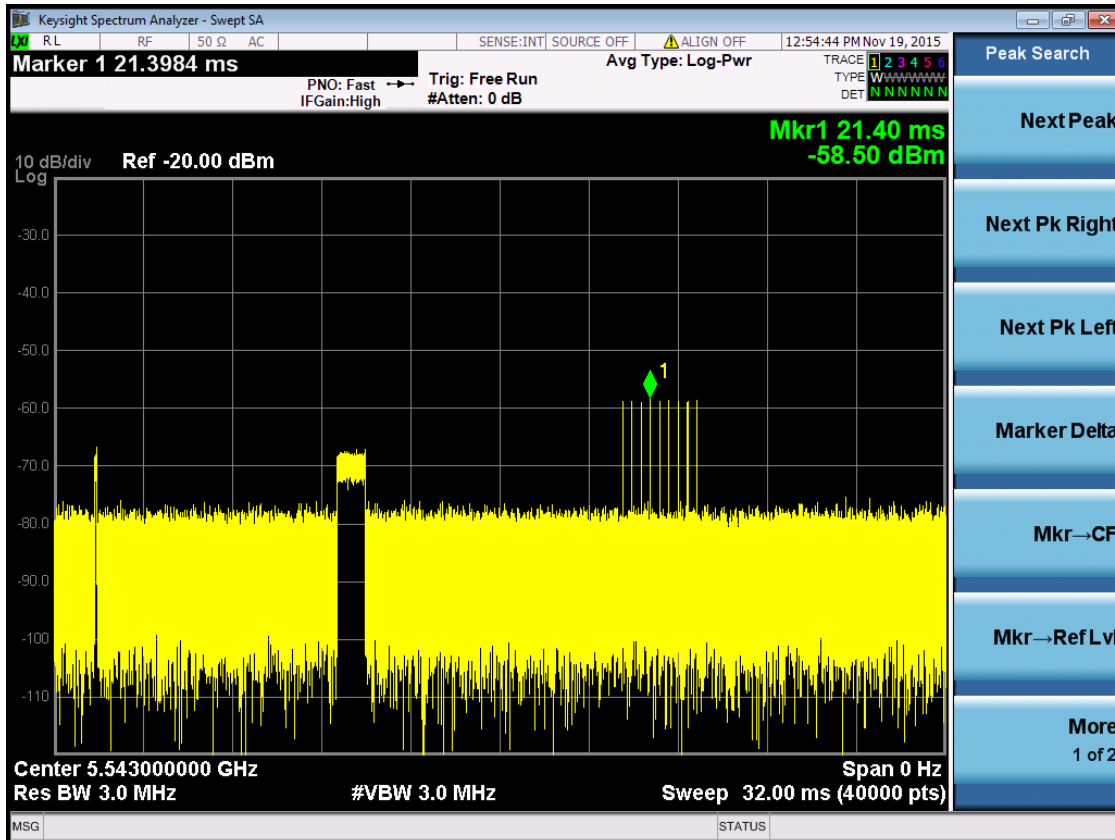 Keysight Spectrum Analyzer - Swept SA
LXI RL RF 50 Ω AC SENSE:INT SOURCE OFF ALIGN OFF 12:54:44 PM Nov 19, 2015
Marker 1 21.3984 ms
PNO: Fast
IFGain:High
Trig: Free Run
#Atten: 0 dB
Avg Type: Log-Pwr
TRACE 1 2 3 4 5 6
TYPE WWWWWWW
DET N N N N N N
Mkr1 21.40 ms
-58.50 dBm
10 dB/div Ref -20.00 dBm
Log
-30.0
-40.0
-50.0
1
-60.0
-70.0
-80.0
-90.0
-100
-110
Center 5.543000000 GHz Span 0 Hz
Res BW 3.0 MHz #VBW 3.0 MHz Sweep 32.00 ms (40000 pts)
MSG STATUS
Peak Search
Next Peak
Next Pk Right
Next Pk Left
Marker Delta
Mkr→CF
Mkr→Ref Lvl
More
1 of 2